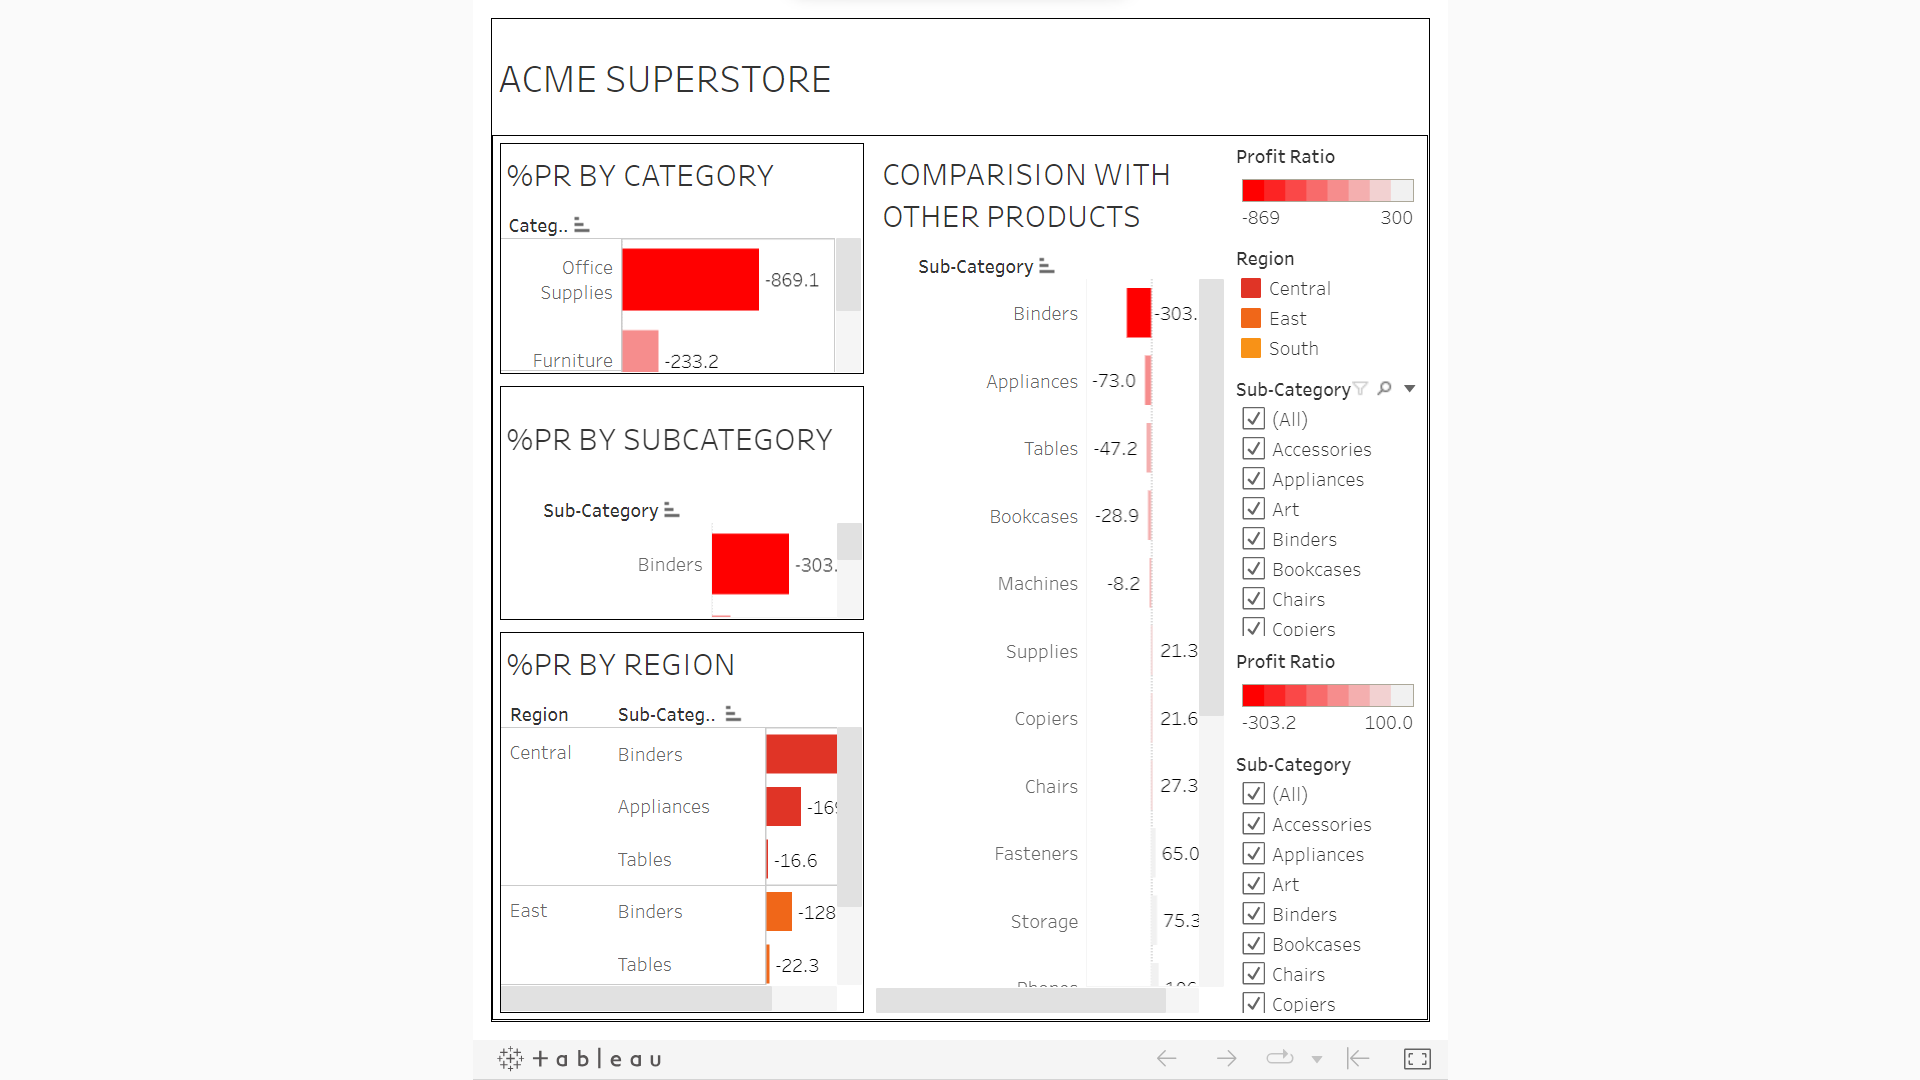 ACME SUPERSTORE
%PR BY CATEGORY
Categ..
Office
Supplies
-869.1
Furniture
-233.2
%PR BY SUBCATEGORY
Sub-Category
Binders
-303.
%PR BY REGION
Region Sub-Categ..
Central Binders
Appliances -169
Tables -16.6
East Binders -128
Tables -22.3
COMPARISION WITH
OTHER PRODUCTS
Sub-Category
Binders -303.
Appliances -73.0
Tables -47.2
Bookcases -28.9
Machines -8.2
Supplies 21.3
Copiers 21.6
Chairs 27.3
Fasteners 65.0
Storage 75.3
Phones
Profit Ratio
-869 300
Region
Central
East
South
Sub-Category
(All)
Accessories
Appliances
Art
Binders
Bookcases
Chairs
Copiers
Profit Ratio
-303.2 100.0
Sub-Category
(All)
Accessories
Appliances
Art
Binders
Bookcases
Chairs
Copiers
+ a b l e a u